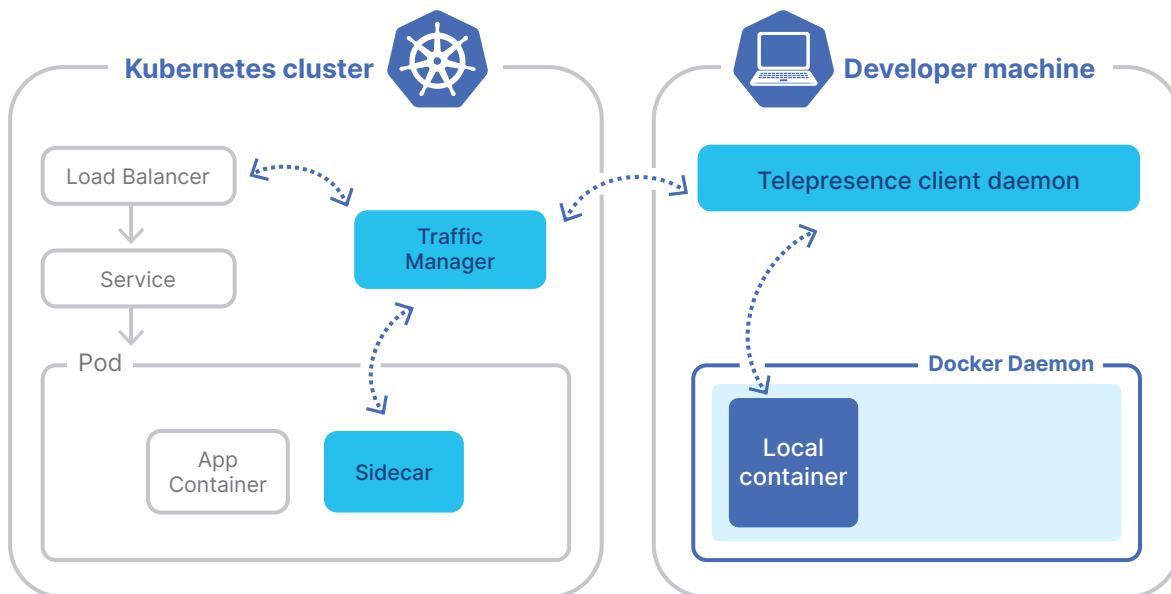 Kubernetes cluster
Load Balancer
Service
Traffic
Manager
Pod
App
Container
Sidecar
Developer machine
Telepresence client daemon
Docker Daemon
Local
container